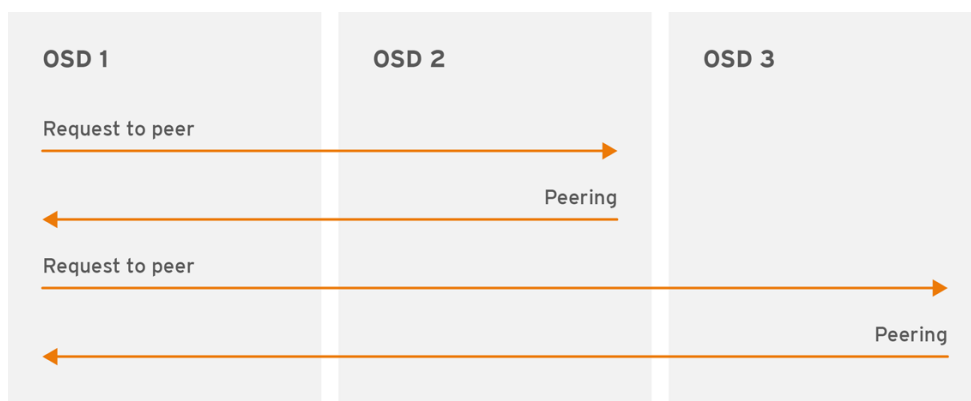 OSD 1
OSD 2
OSD 3
Request to peer
Peering
Request to peer
Peering